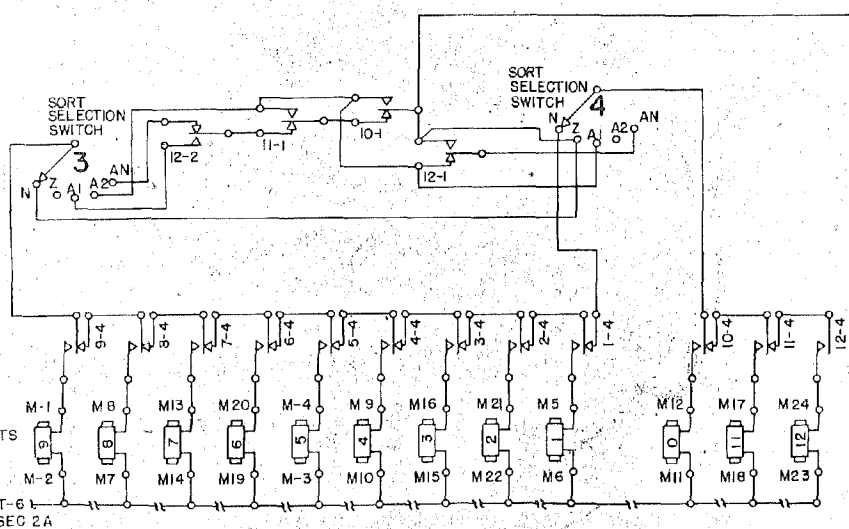 SORT
SELECTION
SWITCH
3
N
Z
A1
A2
AN
12-2
11-1
10-1
12-1
SORT
SELECTION
SWITCH
4
N
Z
A1
A2
AN
9-4
8-4
7-4
6-4
5-4
4-4
3-4
2-4
1-4
10-4
11-4
12-4
M-1 M8 M13 M20 M-4 M9 M16 M21 M5 M12 M17 M24
TS 9 8 7 6 5 4 3 2 1 0 11 12
M-2 M7 M14 M19 M-3 M10 M15 M22 M6 M11 M18 M23
T-6
SEC 2A